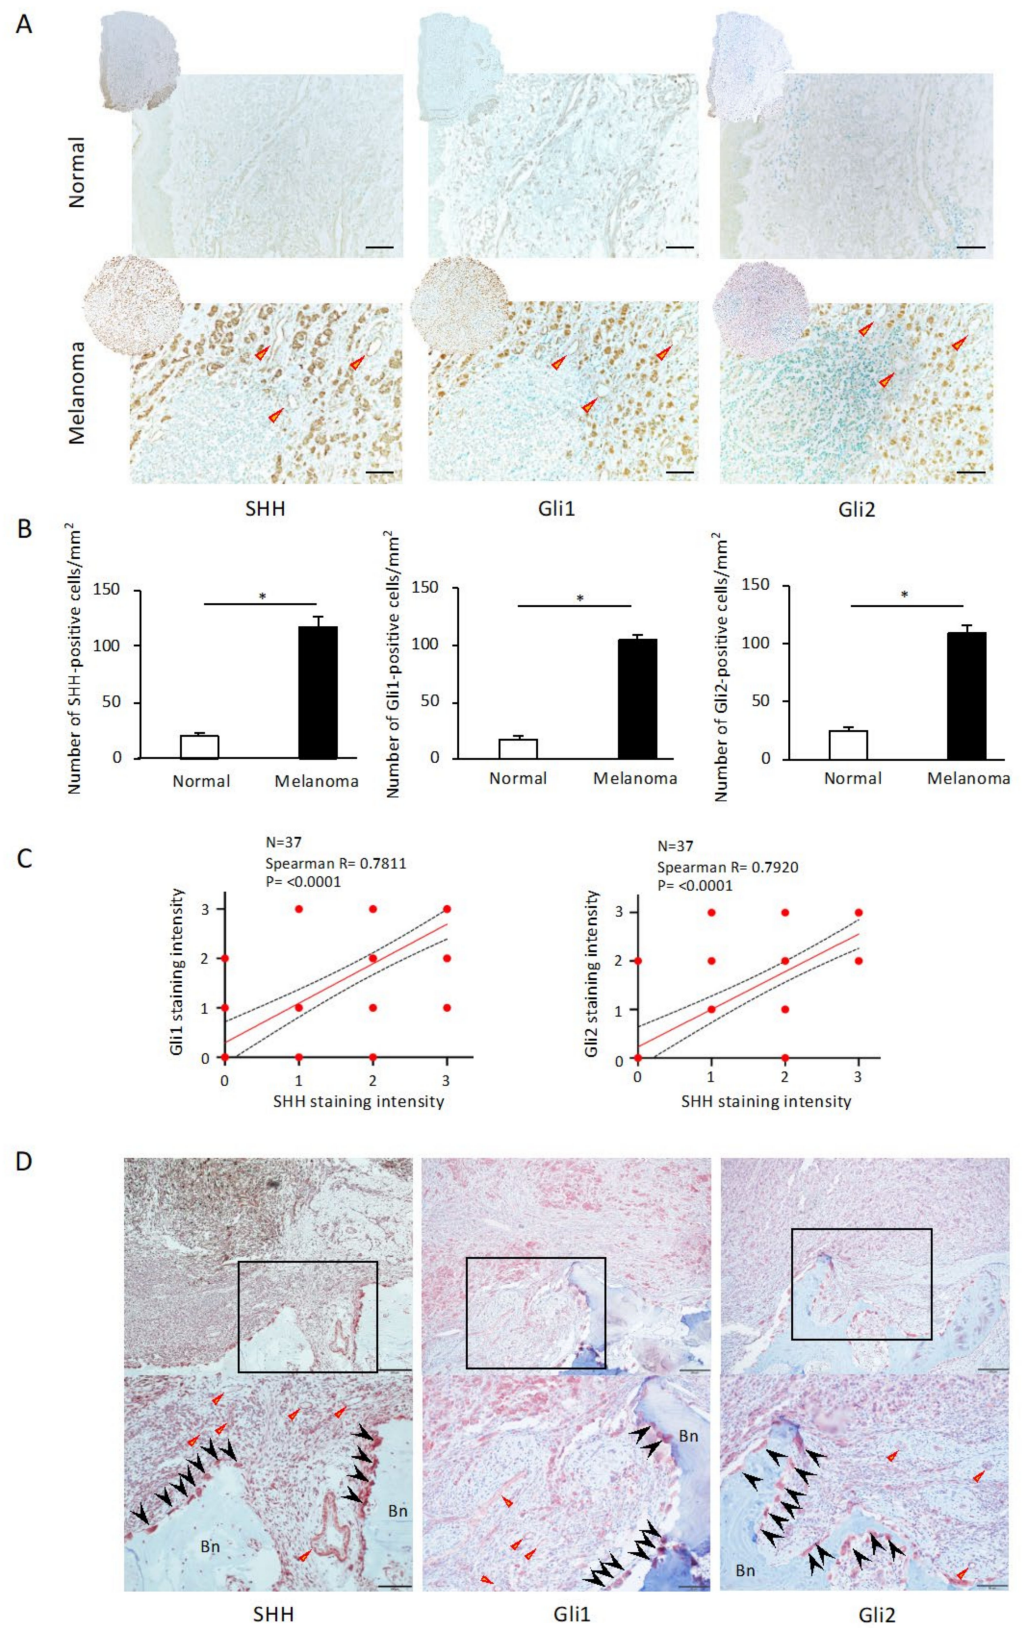 A
Normal
Melanoma
SHH
Gli1
Gli2
B
Number of SHH-positive cells/mm²
150
100
50
0
*
Normal
Melanoma
Number of Gli1-positive cells/mm²
150
100
50
0
*
Normal
Melanoma
Number of Gli2-positive cells/mm²
150
100
50
0
*
Normal
Melanoma
C
N=37
Spearman R= 0.7811
P= <0.0001
Gli1 staining intensity
3
2
1
0
0
1
2
3
SHH staining intensity
N=37
Spearman R= 0.7920
P= <0.0001
Gli2 staining intensity
3
2
1
0
0
1
2
3
SHH staining intensity
D
Bn
Bn
Bn
Bn
SHH
Gli1
Gli2